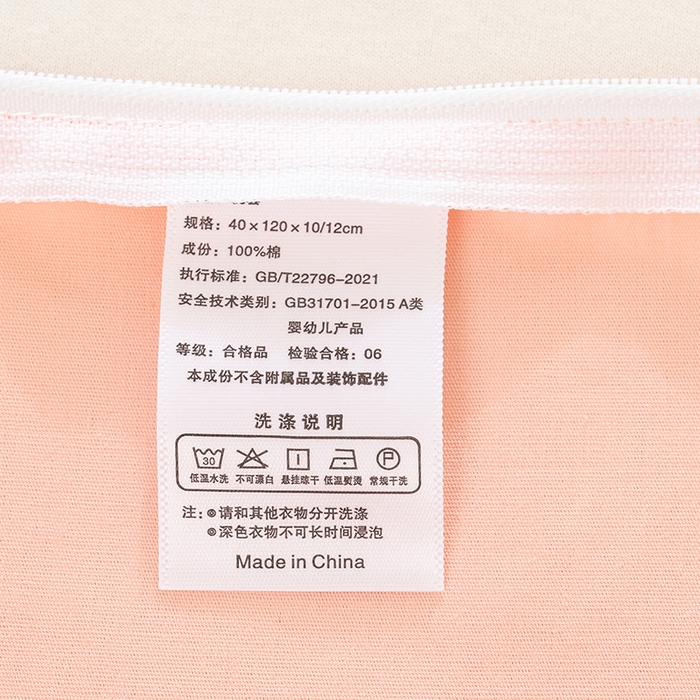 规格：40×120×10/12cm
成份：100%棉
执行标准：GB/T22796-2021
安全技术类别：GB31701-2015 A类
婴幼儿产品
等级：合格品 检验合格：06
本成份不含附属品及装饰配件
洗涤说明
30 P
低温水洗 不可漂白 悬挂晾干 低温熨烫 常规干洗
注：◎请和其他衣物分开洗涤
◎深色衣物不可长时间浸泡
Made in China